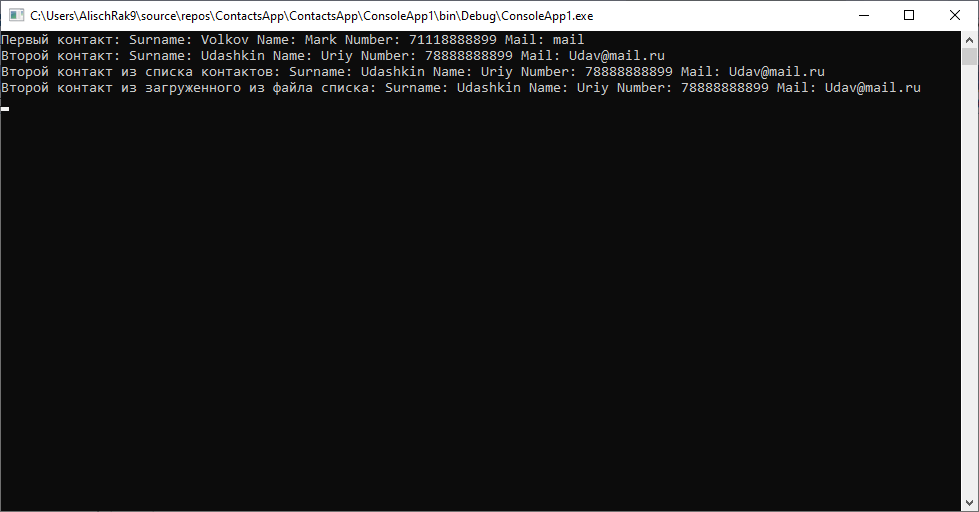 C:\Users\AlischRak9\source\repos\ContactsApp\ContactsApp\ConsoleApp1\bin\Debug\ConsoleApp1.exe
Первый контакт: Surname: Volkov Name: Mark Number: 71118888899 Mail: mail
Второй контакт: Surname: Udashkin Name: Uriy Number: 78888888899 Mail: Udav@mail.ru
Второй контакт из списка контактов: Surname: Udashkin Name: Uriy Number: 78888888899 Mail: Udav@mail.ru
Второй контакт из загруженного из файла списка: Surname: Udashkin Name: Uriy Number: 78888888899 Mail: Udav@mail.ru